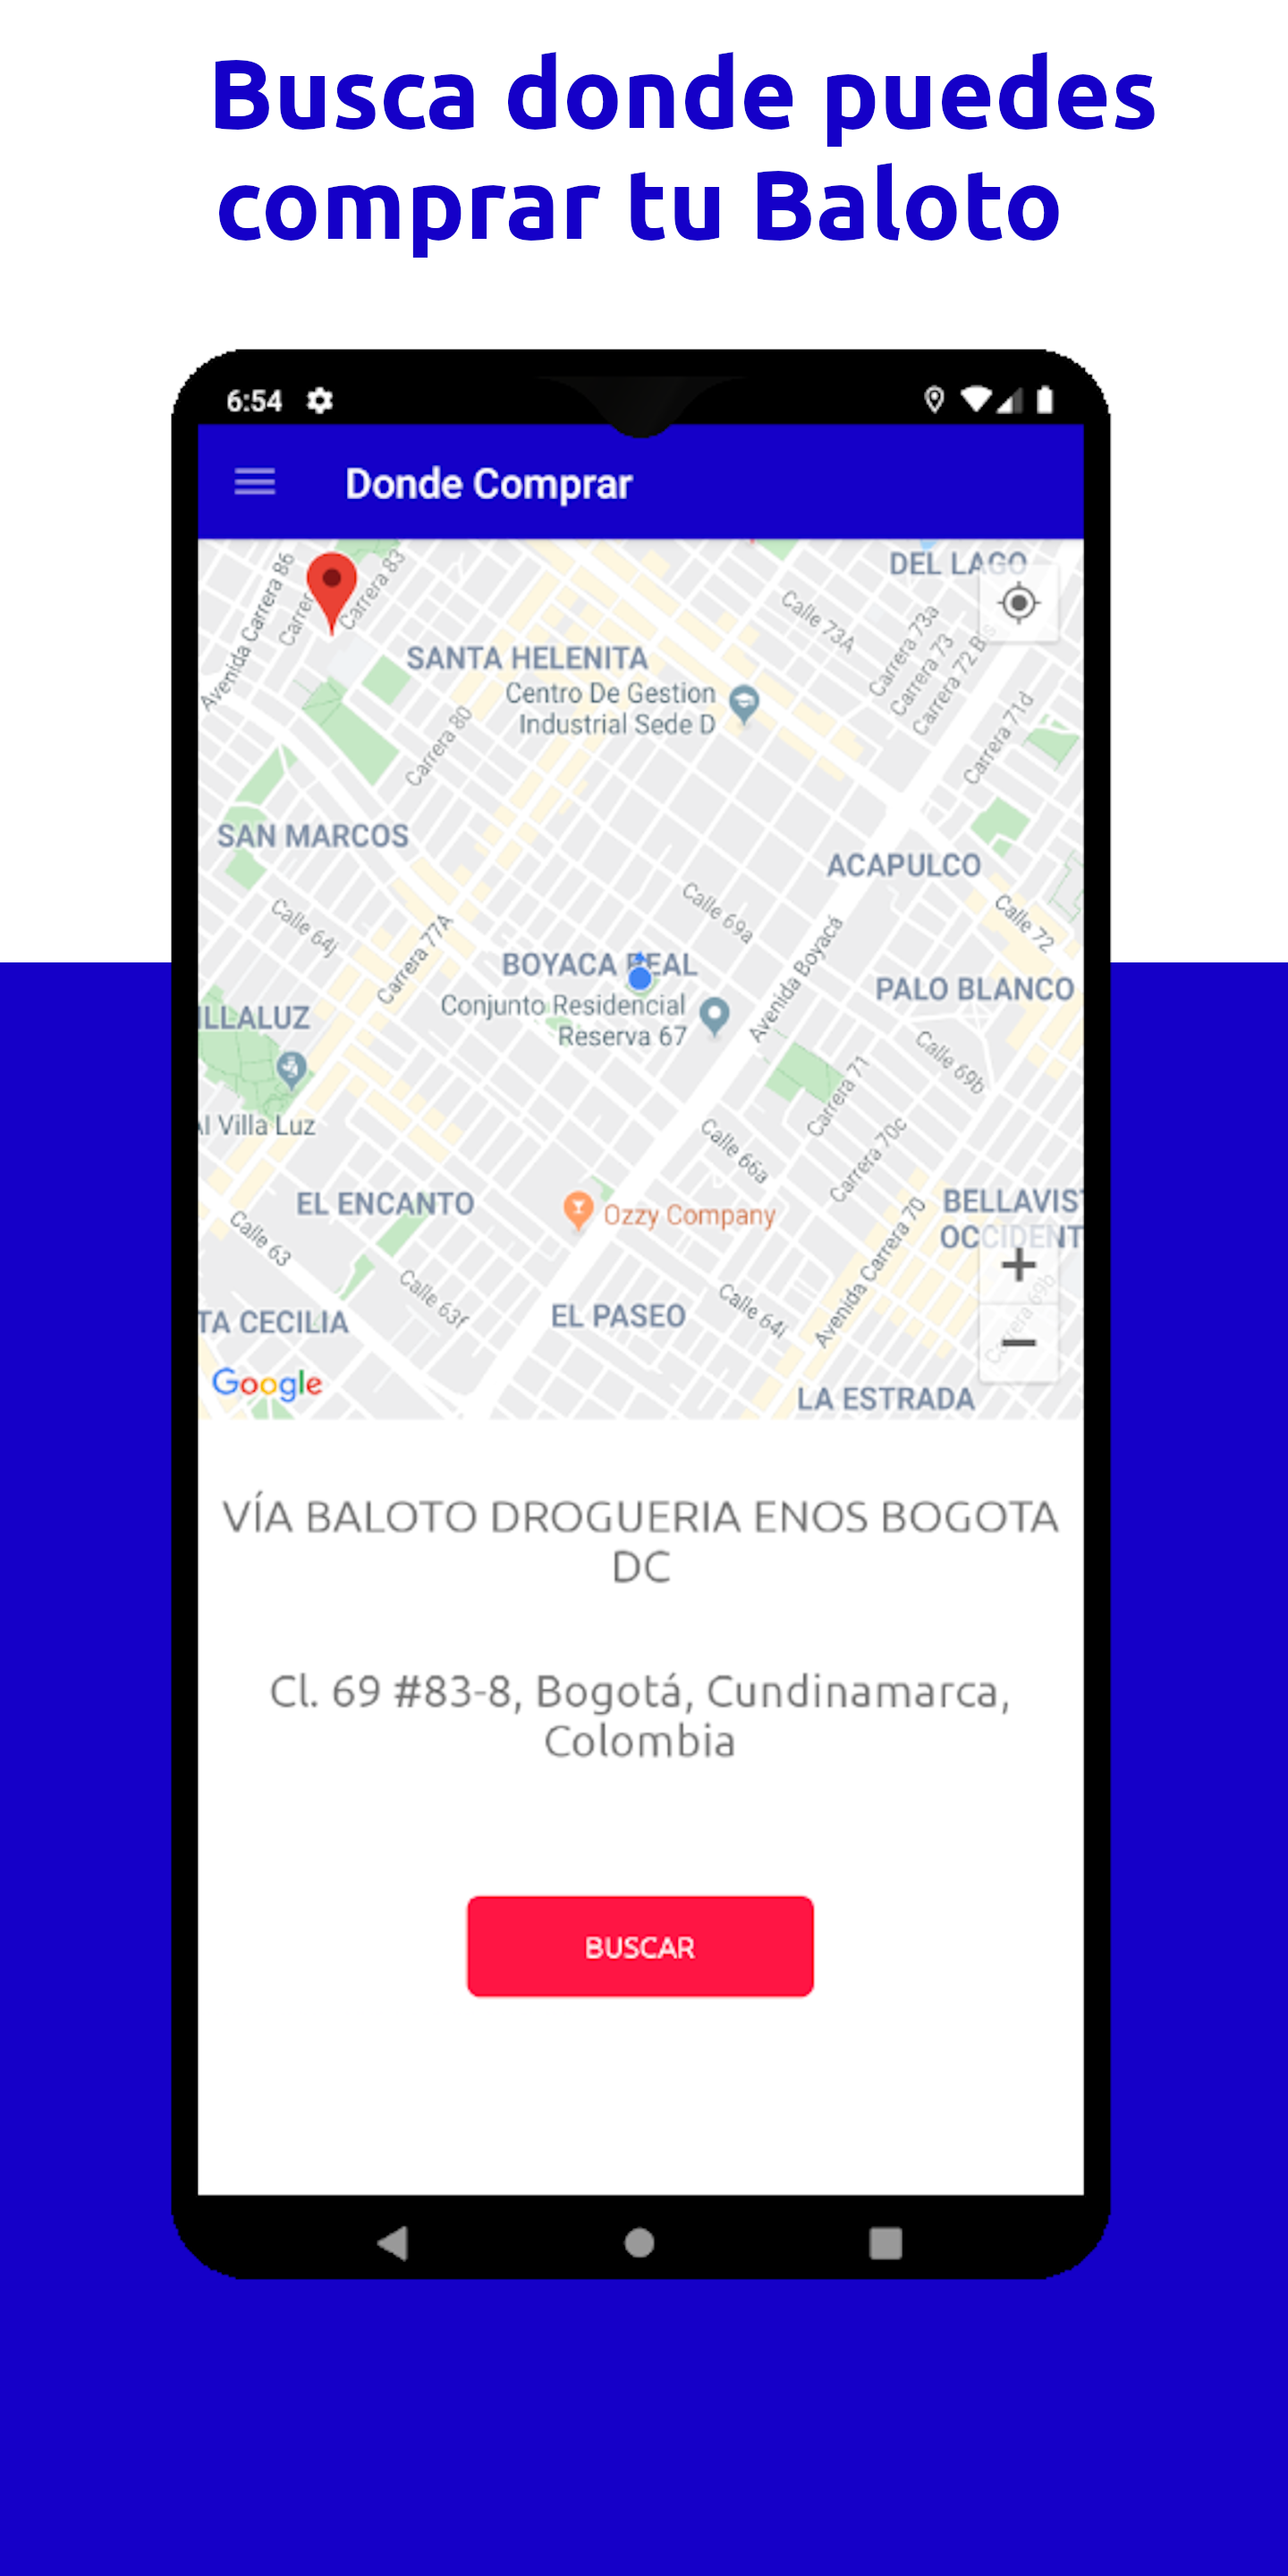 Busca donde puedes
comprar tu Baloto
6:54
Donde Comprar
DEL LAGO
Avenida Carrera 86
Carrera 83
Calle 73A
Carrera 73a
Carrera 73
Carrera 72 Bis
SANTA HELENITA
Centro De Gestion
Industrial Sede D
Carrera 80
Carrera 71d
SAN MARCOS
ACAPULCO
Calle 64j
Calle 69a
Calle 72
Carrera 77A
BOYACA REAL
Avenida Boyacá
PALO BLANCO
Conjunto Residencial
Reserva 67
ILLALUZ
Calle 69b
Carrera 71
Al Villa Luz
Calle 66a
Carrera 70c
EL ENCANTO
BELLAVIST
OCCIDENT
Ozzy Company
Calle 63
Avenida Carrera 70
Calle 63f
Calle 64i
Carrera 69b
TA CECILIA
EL PASEO
Google
LA ESTRADA
VÍA BALOTO DROGUERIA ENOS BOGOTA
DC
Cl. 69 #83-8, Bogotá, Cundinamarca,
Colombia
BUSCAR